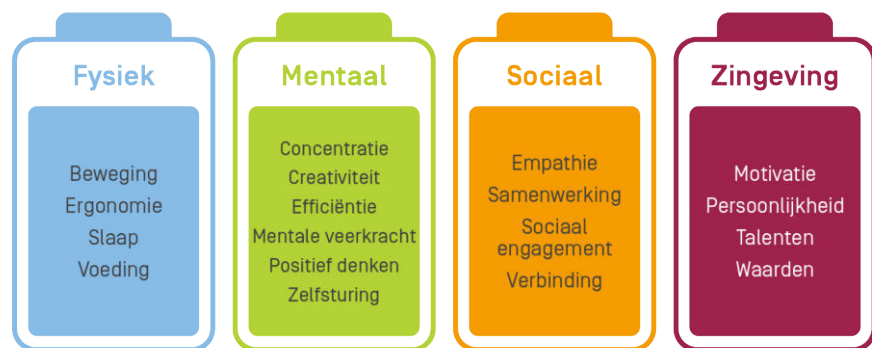 Fysiek
Beweging
Ergonomie
Slaap
Voeding
Mentaal
Concentratie
Creativiteit
Efficiëntie
Mentale veerkracht
Positief denken
Zelfsturing
Sociaal
Empathie
Samenwerking
Sociaal
engagement
Verbinding
Zingeving
Motivatie
Persoonlijkheid
Talenten
Waarden